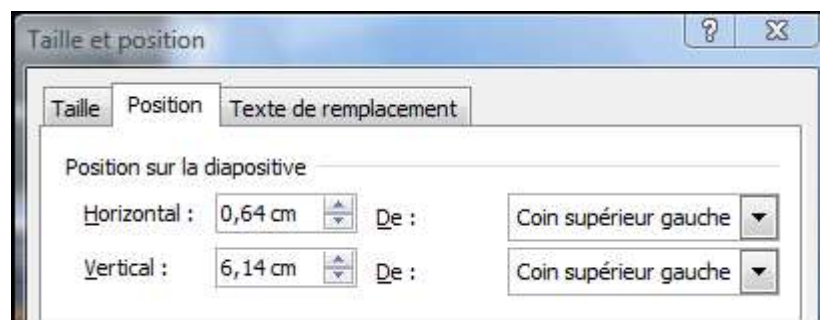 Taille et position
Taille Position Texte de remplacement
Position sur la diapositive
Horizontal : 0,64 cm De : Coin supérieur gauche
Vertical : 6,14 cm De : Coin supérieur gauche